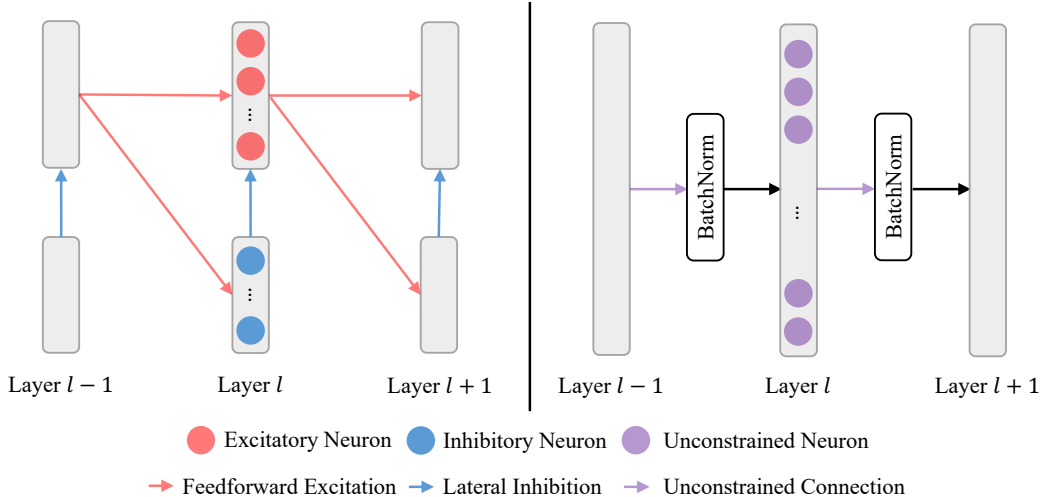 ...
...
BatchNorm
...
BatchNorm
Layer l − 1
Layer l
Layer l + 1
Layer l − 1
Layer l
Layer l + 1
Excitatory Neuron
Inhibitory Neuron
Unconstrained Neuron
Feedforward Excitation
Lateral Inhibition
Unconstrained Connection